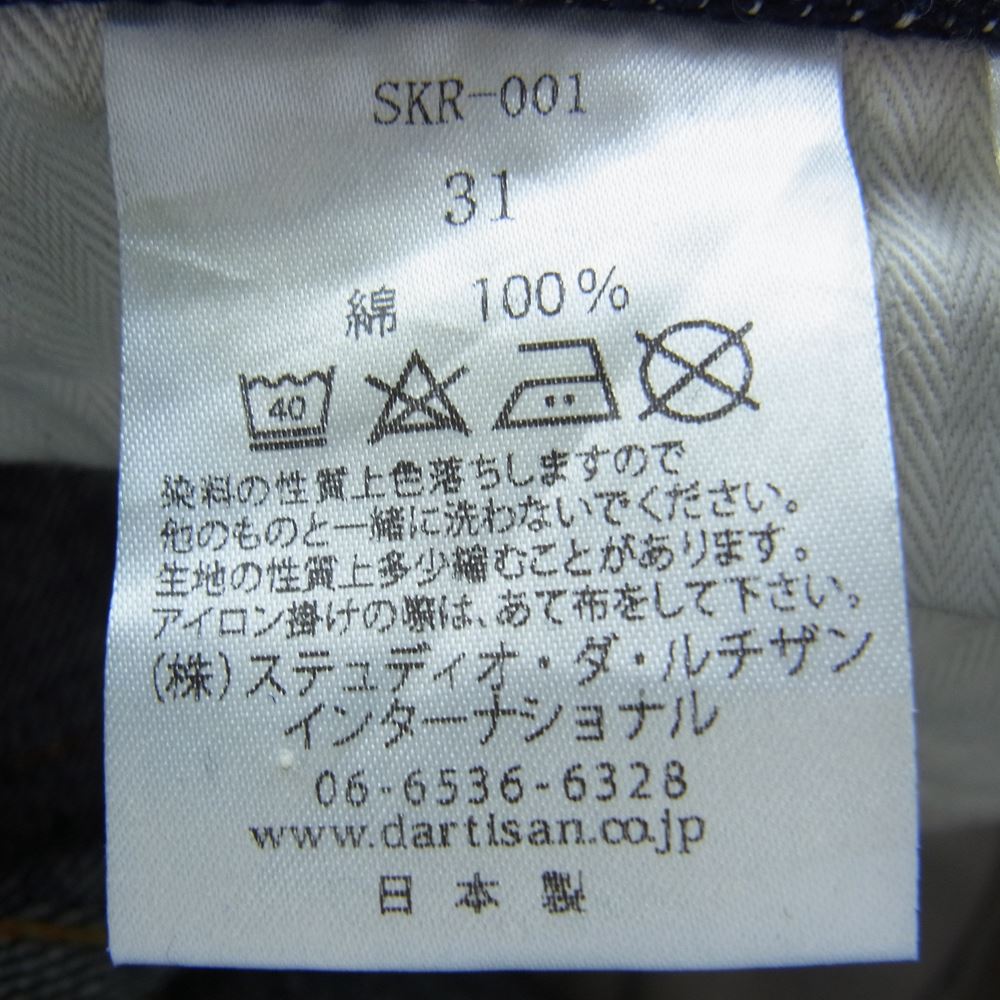 SKR-001
31
綿 100%
40
染料の性質上色落ちしますので
他のものと一緒に洗わないでください。
生地の性質上多少縮むことがあります。
アイロン掛けの際は、あて布をして下さい。
(株)ステュディオ・ダ・ルチザン
インターナショナル
06-6536-6328
www.dartisan.co.jp
日本製